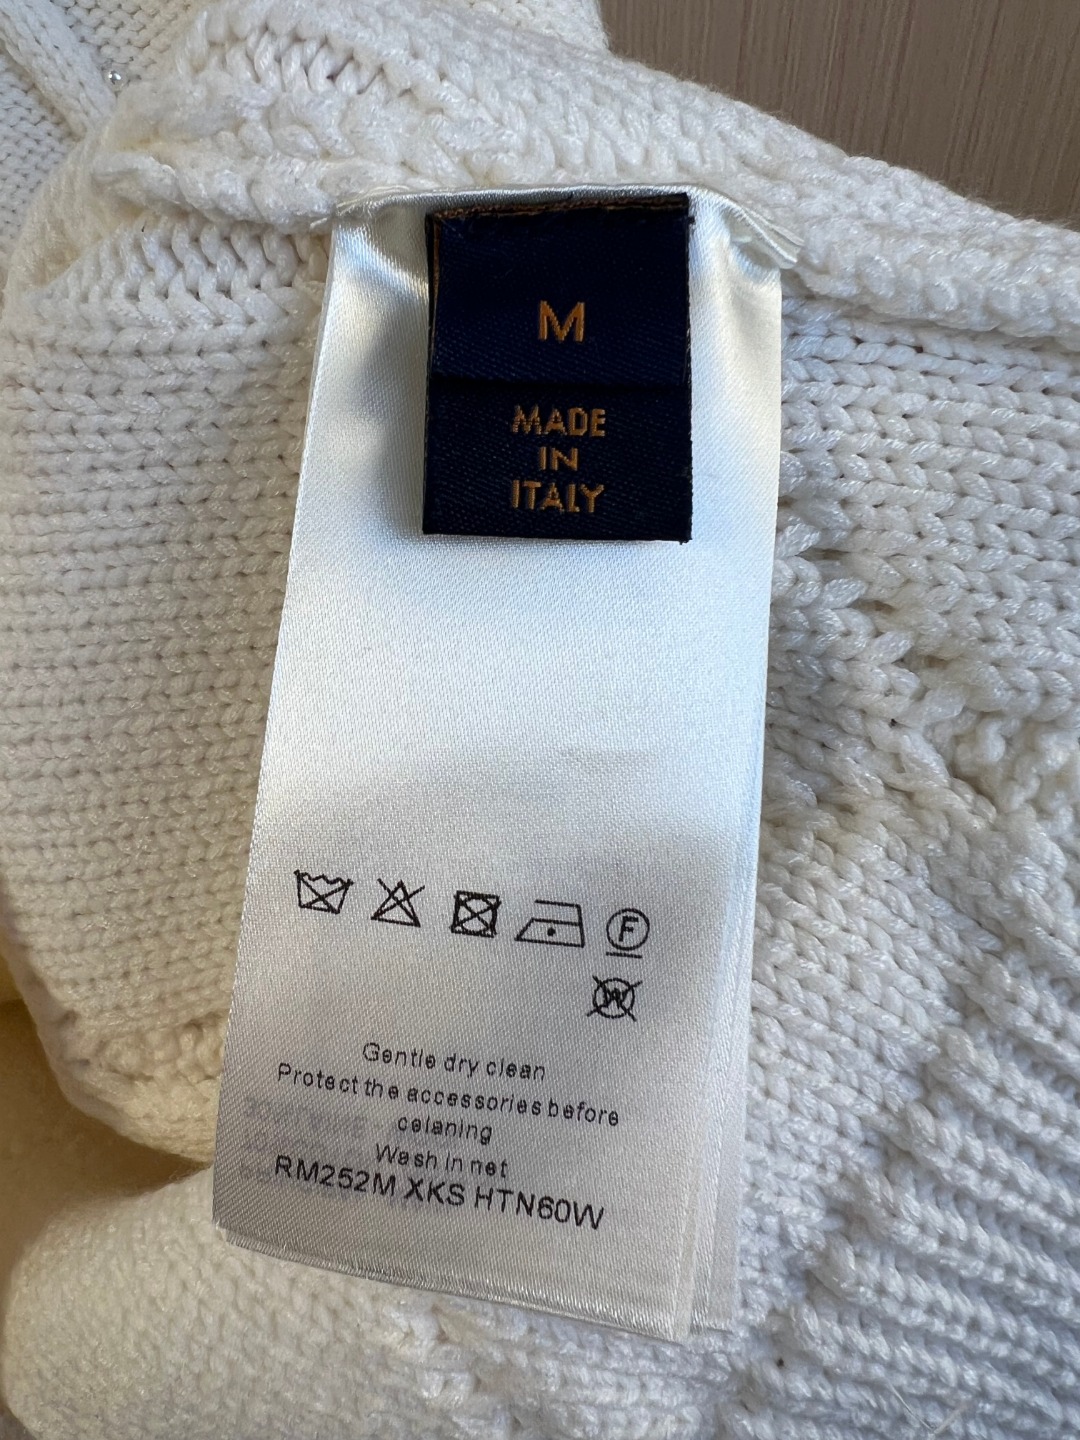 M
MADE
IN
ITALY
F
W
Gentle dry clean
Protect the accessories before
celaning
Wash in net
RM252M XKS HTN60W